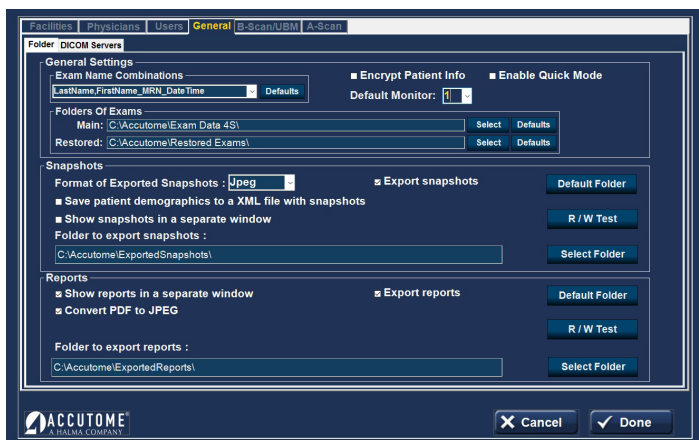 Facilities Physicians Users General B-Scan/UBM A-Scan
Folder DICOM Servers
General Settings
Exam Name Combinations
LastName,FirstName_MRN_DateTime Defaults
Encrypt Patient Info Enable Quick Mode
Default Monitor: 1
Folders Of Exams
Main: C:\Accutome\Exam Data 4S\ Select Defaults
Restored: C:\Accutome\Restored Exams\ Select Defaults
Snapshots
Format of Exported Snapshots : Jpeg Export snapshots Default Folder
Save patient demographics to a XML file with snapshots
Show snapshots in a separate window R / W Test
Folder to export snapshots :
C:\Accutome\ExportedSnapshots\ Select Folder
Reports
Show reports in a separate window Export reports Default Folder
Convert PDF to JPEG
R / W Test
Folder to export reports :
C:\Accutome\ExportedReports\ Select Folder
ACCUTOME®
A HALMA COMPANY
Cancel Done